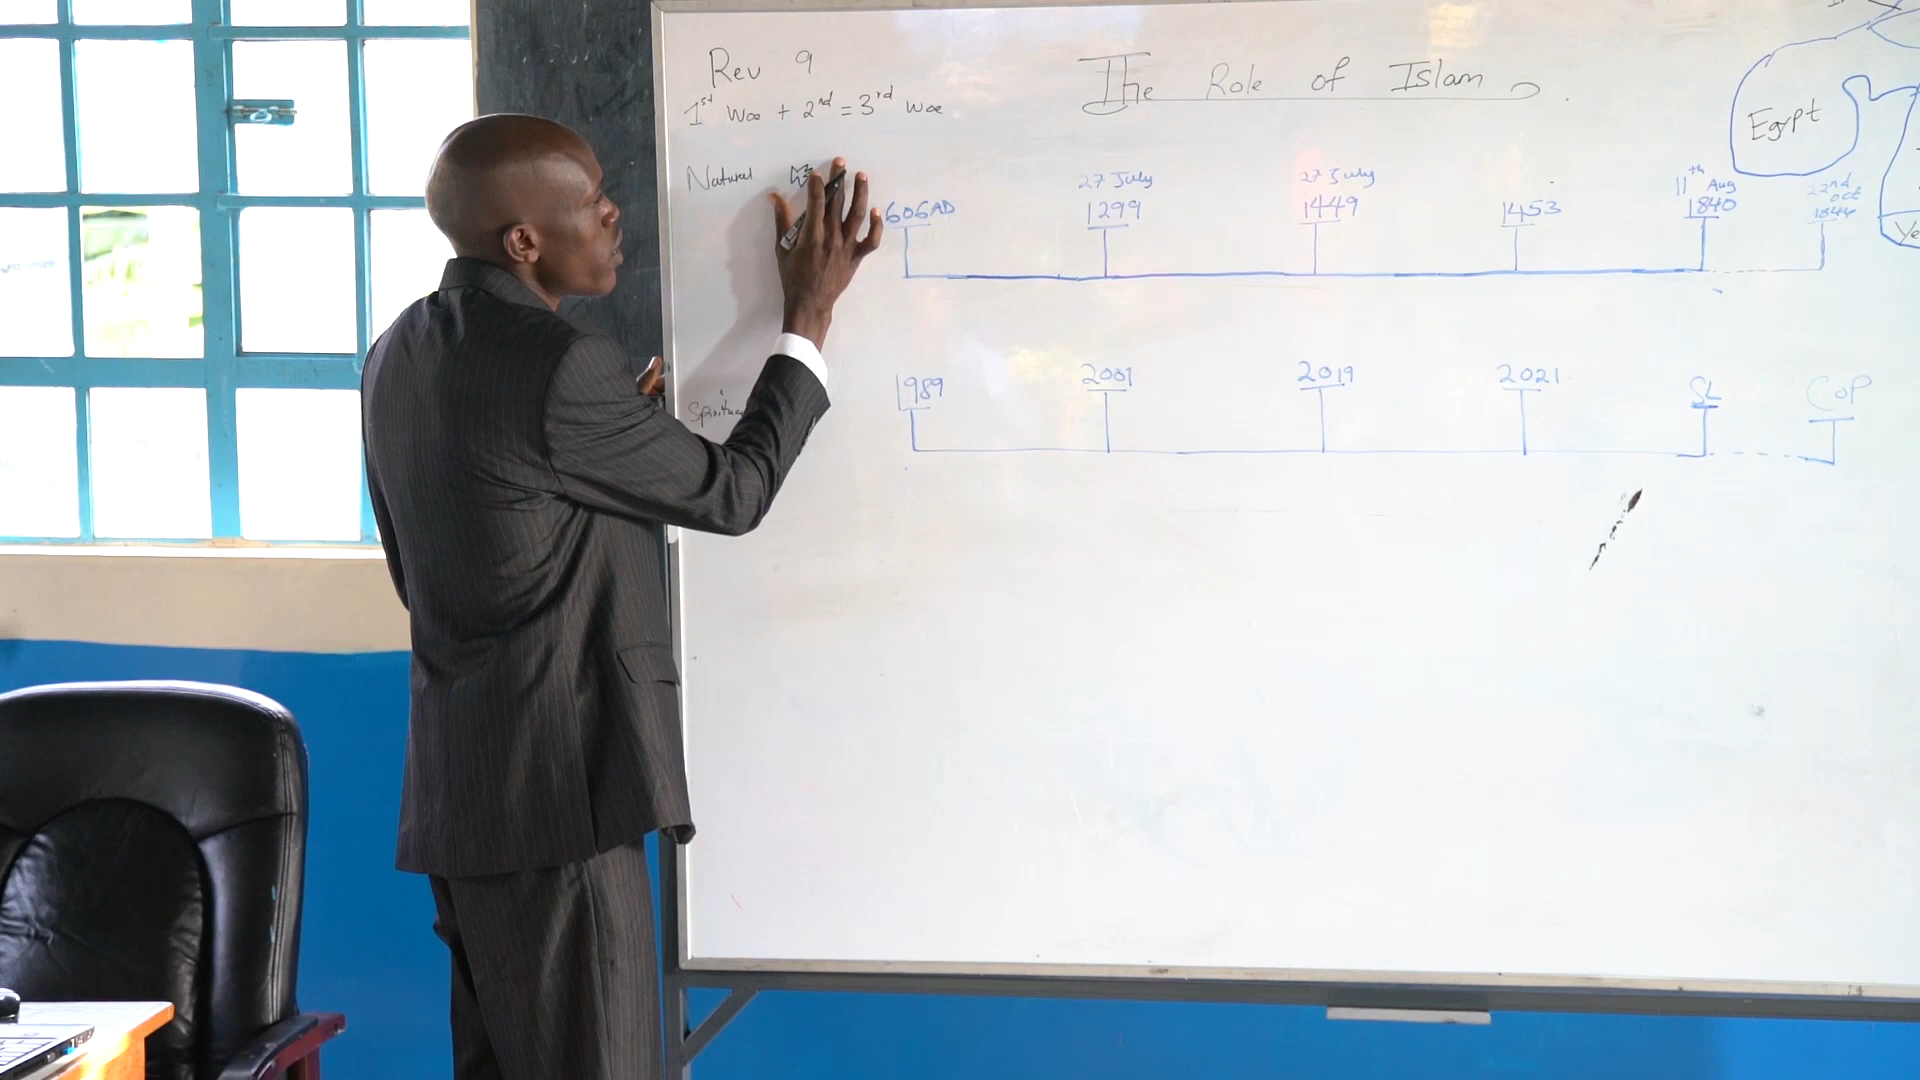 Rev 9
The Role of Islam
1st woe + 2nd = 3rd woe
Egypt
Natural
27 July
27 July
11th Aug
22nd Oct
606AD
1299
1449
1453
1840
1844
Ye
1989
2001
2019
2021
SL
COP